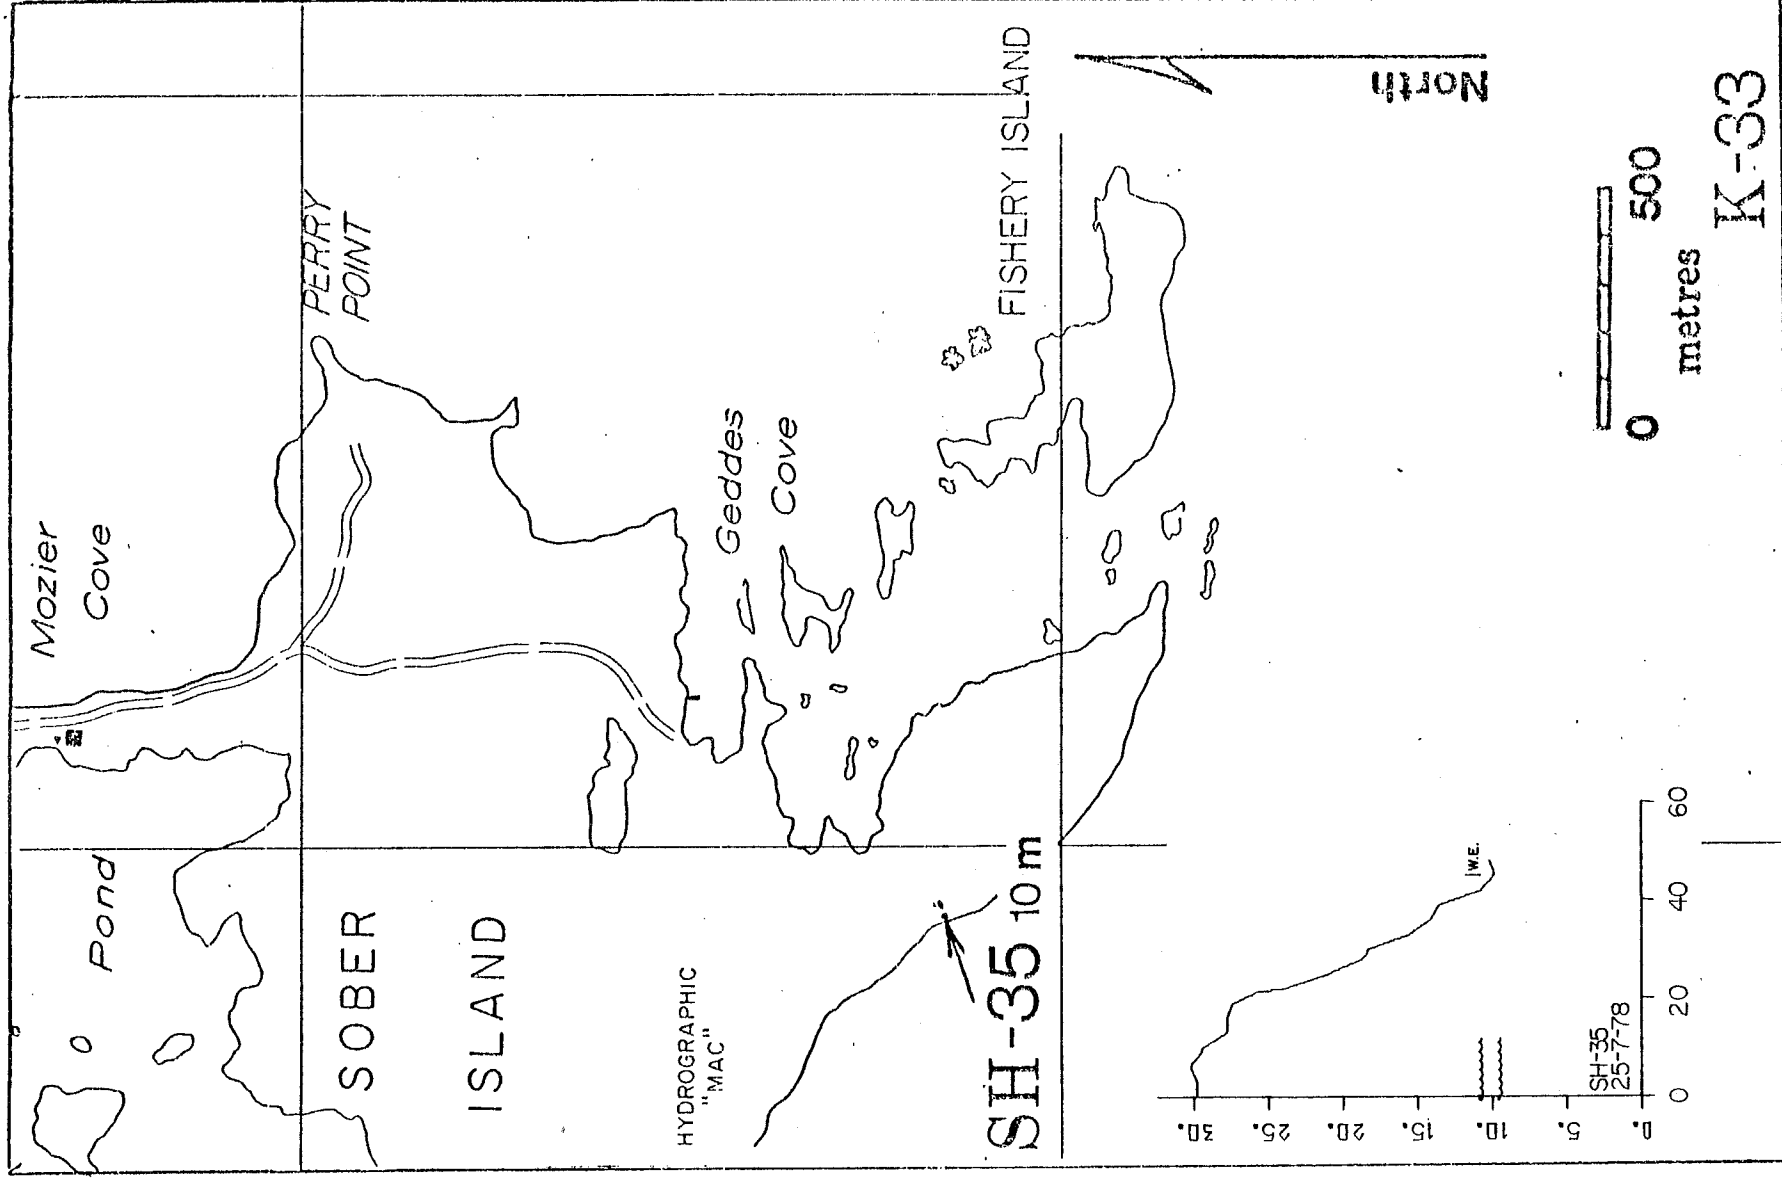 Mozier
Cove
Pond
PERRY
POINT
SOBER
ISLAND
Geddes
Cove
HYDROGRAPHIC
"MAC"
FISHERY ISLAND
SH-35 10 m
North
30.
25.
20.
15.
10.
5.
0.
W.E.
SH-35
25-7-78
0 20 40 60
0 500
metres
K-33